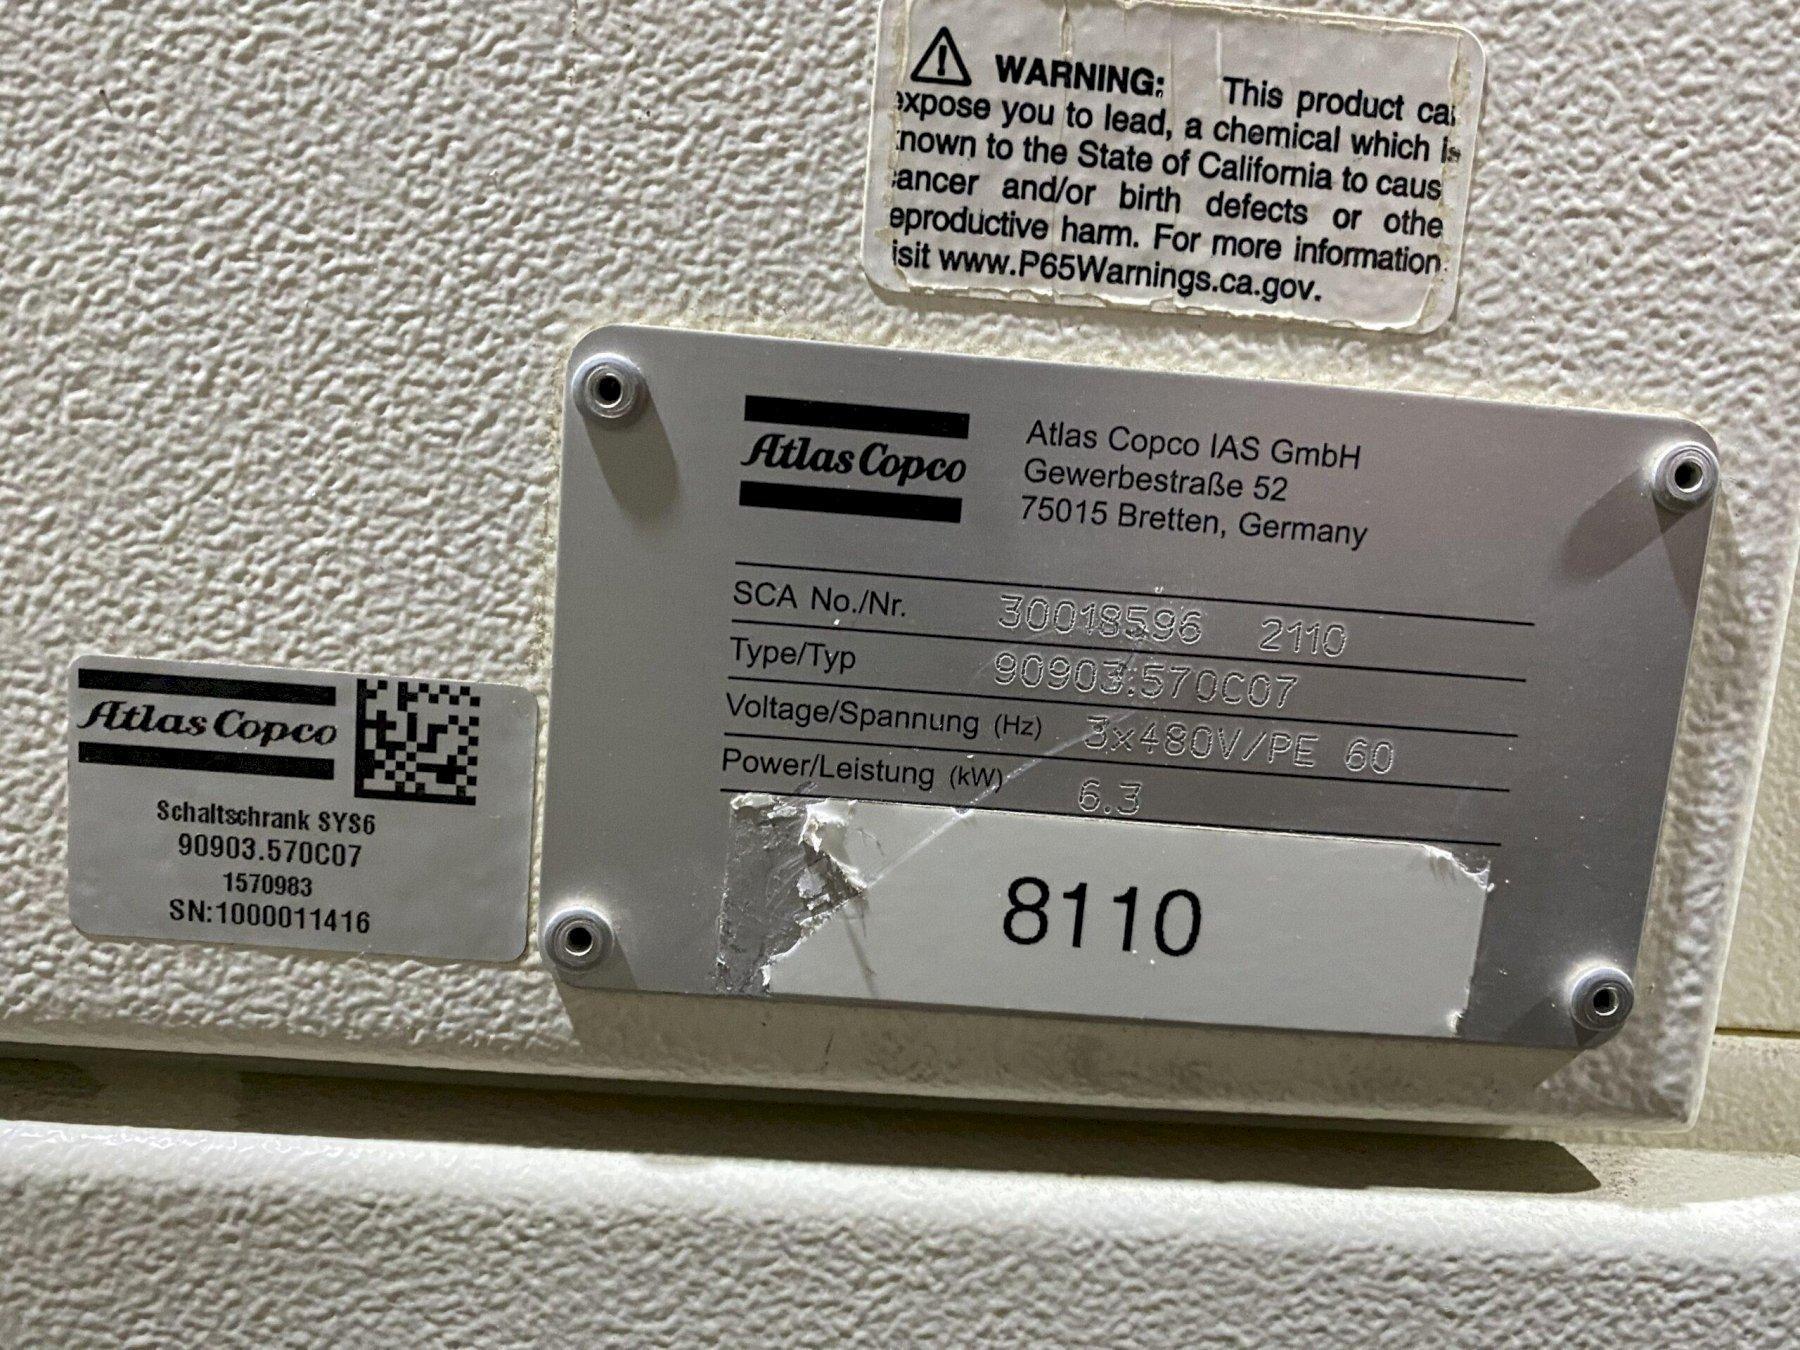 WARNING: This product ca
expose you to lead, a chemical which is
nown to the State of California to caus
ancer and/or birth defects or othe
eproductive harm. For more information
isit www.P65Warnings.ca.gov.
Atlas Copco
Atlas Copco IAS GmbH
Gewerbestraße 52
75015 Bretten, Germany
SCA No./Nr. 30018596 2110
Type/Typ 90903.570C07
Voltage/Spannung (Hz) 3x480V/PE 60
Power/Leistung (kW) 6.3
8110
Atlas Copco
Schaltschrank SYS6
90903.570C07
1570983
SN:1000011416